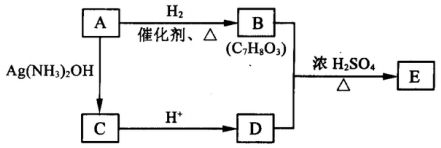 A
H₂
催化剂、△
B
(C₇H₈O₃)
Ag(NH₃)₂OH
浓 H₂SO₄
△
E
C
H⁺
D